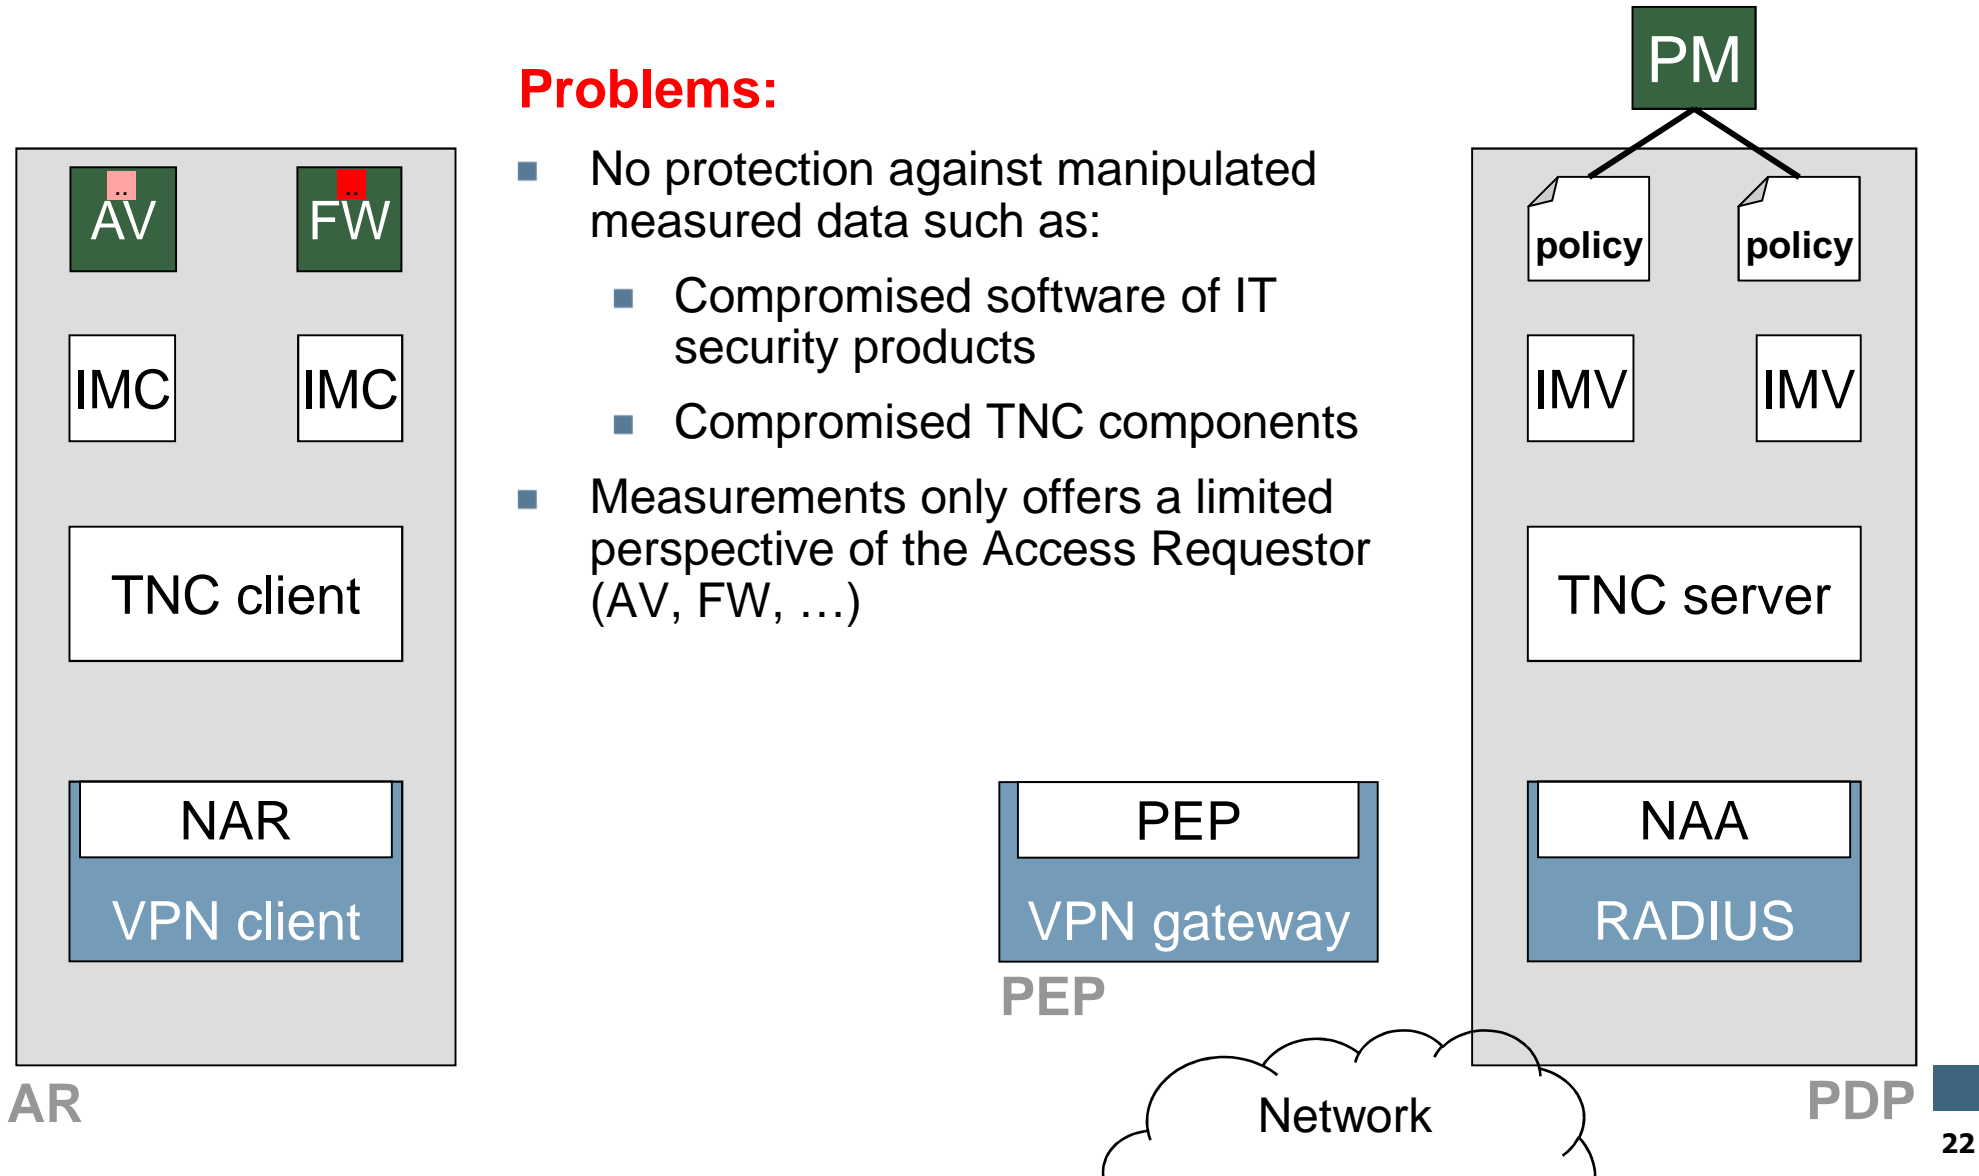 PM
Problems:
No protection against manipulated
measured data such as:
Compromised software of IT
security products
Compromised TNC components
Measurements only offers a limited
perspective of the Access Requestor
(AV, FW, …)
..
AV
..
FW
IMC
IMC
TNC client
NAR
VPN client
AR
PEP
VPN gateway
PEP
Network
policy
policy
IMV
IMV
TNC server
NAA
RADIUS
PDP
22